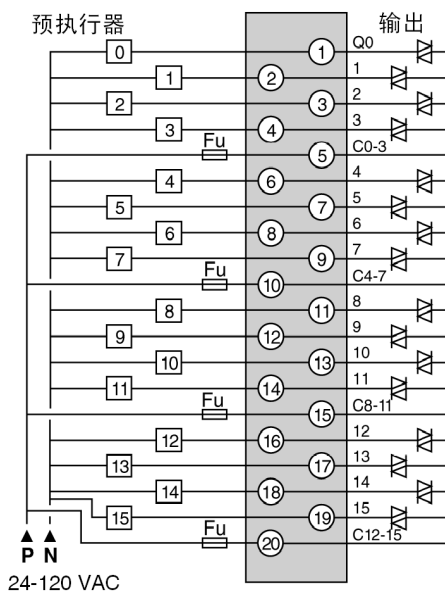 预执行器 输出
0 1 Q0
1 2 1
2 3 2
3 4 3
Fu 5 C0-3
4 6 4
5 7 5
6 8 6
7 9 7
Fu 10 C4-7
8 11 8
9 12 9
10 13 10
11 14 11
Fu 15 C8-11
12 16 12
13 17 13
14 18 14
15 19 15
Fu 20 C12-15
P N
24-120 VAC